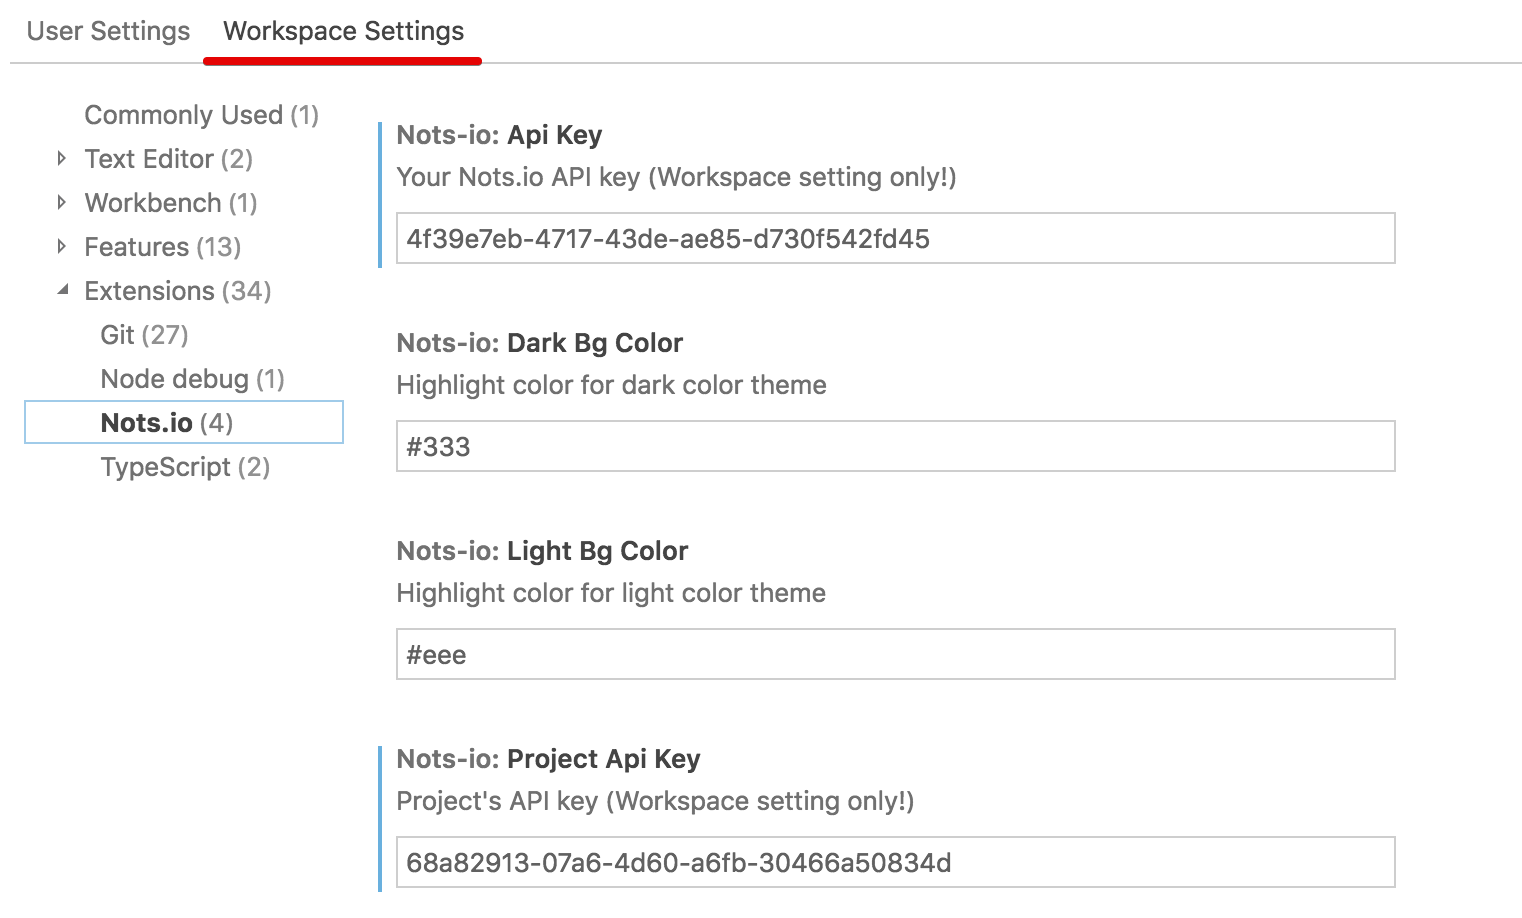 User Settings
Workspace Settings
Commonly Used (1)
Text Editor (2)
Workbench (1)
Features (13)
Extensions (34)
Git (27)
Node debug (1)
Nots.io (4)
TypeScript (2)
Nots-io: Api Key
Your Nots.io API key (Workspace setting only!)
4f39e7eb-4717-43de-ae85-d730f542fd45
Nots-io: Dark Bg Color
Highlight color for dark color theme
#333
Nots-io: Light Bg Color
Highlight color for light color theme
#eee
Nots-io: Project Api Key
Project's API key (Workspace setting only!)
68a82913-07a6-4d60-a6fb-30466a50834d